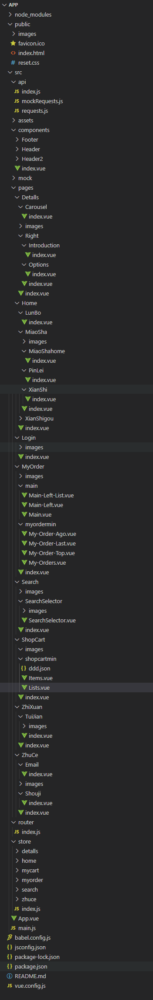 APP
node_modules
public
images
favicon.ico
index.html
reset.css
src
api
index.js
mockRequests.js
requests.js
assets
components
Footer
Header
Header2
index.vue
mock
pages
Detalls
Carousel
index.vue
images
Right
Introduction
index.vue
Options
index.vue
index.vue
index.vue
Home
LunBo
index.vue
MiaoSha
images
MiaoShahome
index.vue
PinLei
index.vue
XianShi
index.vue
index.vue
XianShigou
index.vue
Login
images
index.vue
MyOrder
images
main
Main-Left-List.vue
Main-Left.vue
Main.vue
myordermin
My-Order-Ago.vue
My-Order-Last.vue
My-Order-Top.vue
My-Orders.vue
index.vue
Search
images
SearchSelector
images
SearchSelector.vue
index.vue
ShopCart
images
shopcartmin
ddd.json
Items.vue
Lists.vue
index.vue
ZhiXuan
TuiJian
images
index.vue
index.vue
ZhuCe
Email
index.vue
images
Shouji
index.vue
index.vue
router
JS index.js
store
detalls
home
mycart
myorder
search
zhuce
JS index.js
App.vue
JS main.js
babel.config.js
jsconfig.json
package-lock.json
package.json
README.md
JS vue.config.js